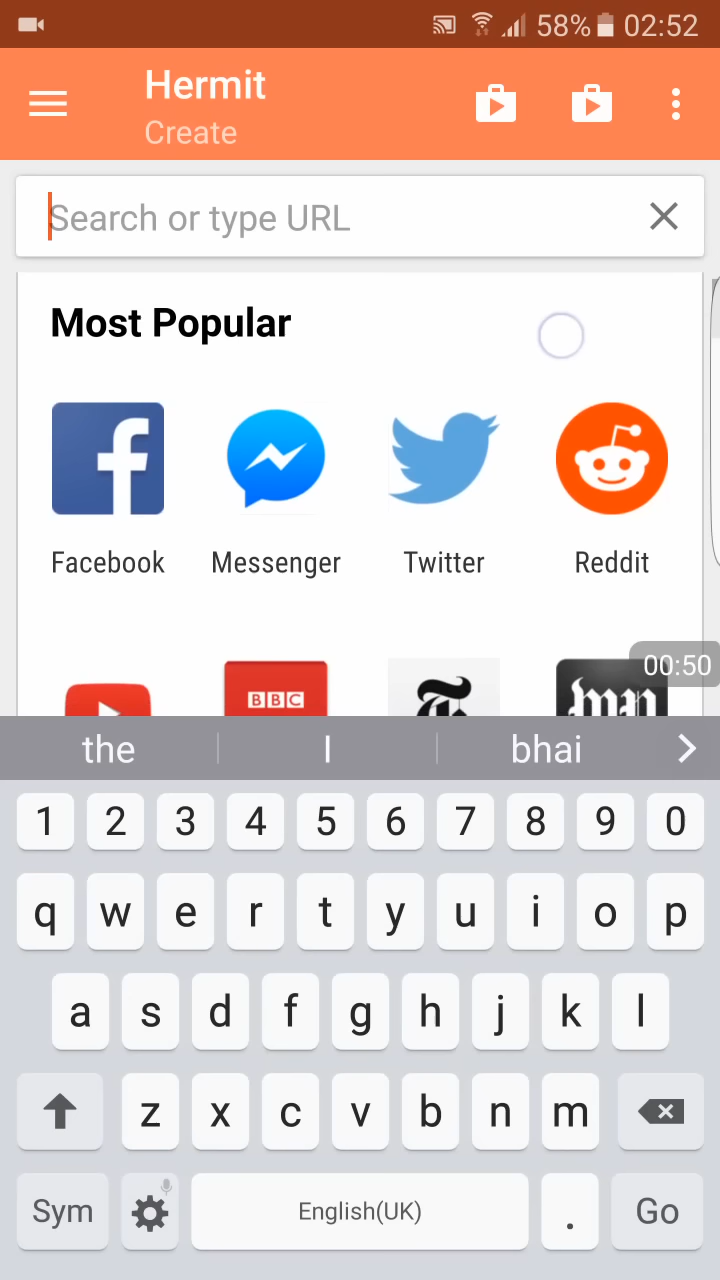 58% 02:52
Hermit
Create
Search or type URL
Most Popular
Facebook Messenger Twitter Reddit
BBC
00:50
the I bhai
1 2 3 4 5 6 7 8 9 0
q w e r t y u i o p
a s d f g h j k l
z x c v b n m
Sym English(UK) . Go